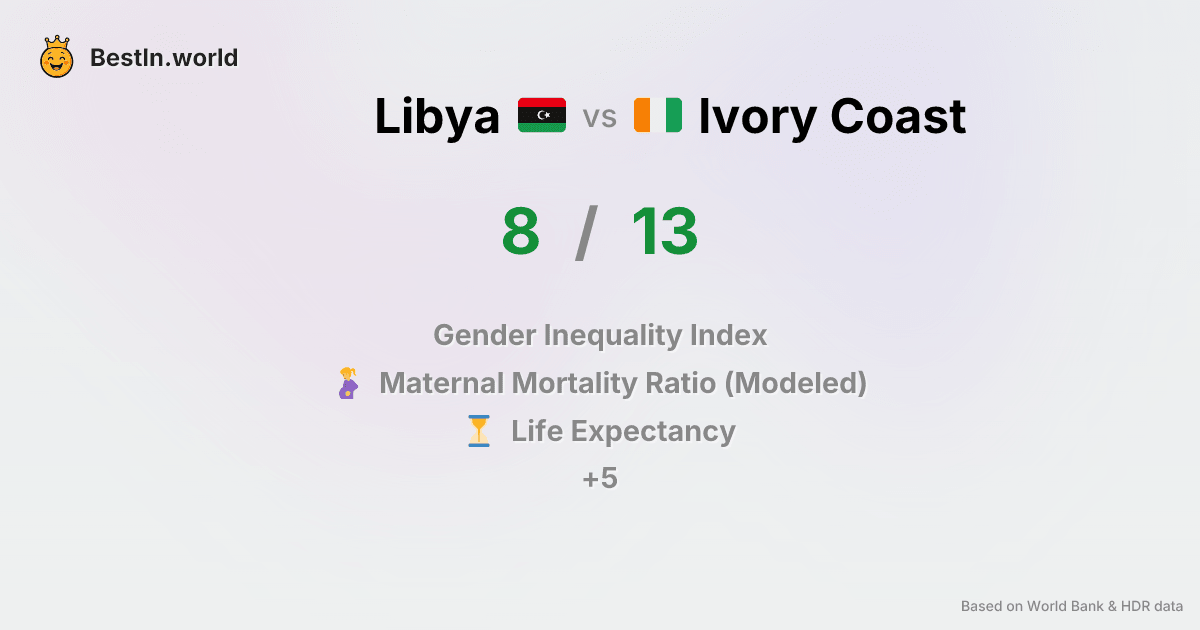 BestIn.world
Libya vs Ivory Coast
8 / 13
Gender Inequality Index
Maternal Mortality Ratio (Modeled)
Life Expectancy
+5
Based on World Bank & HDR data